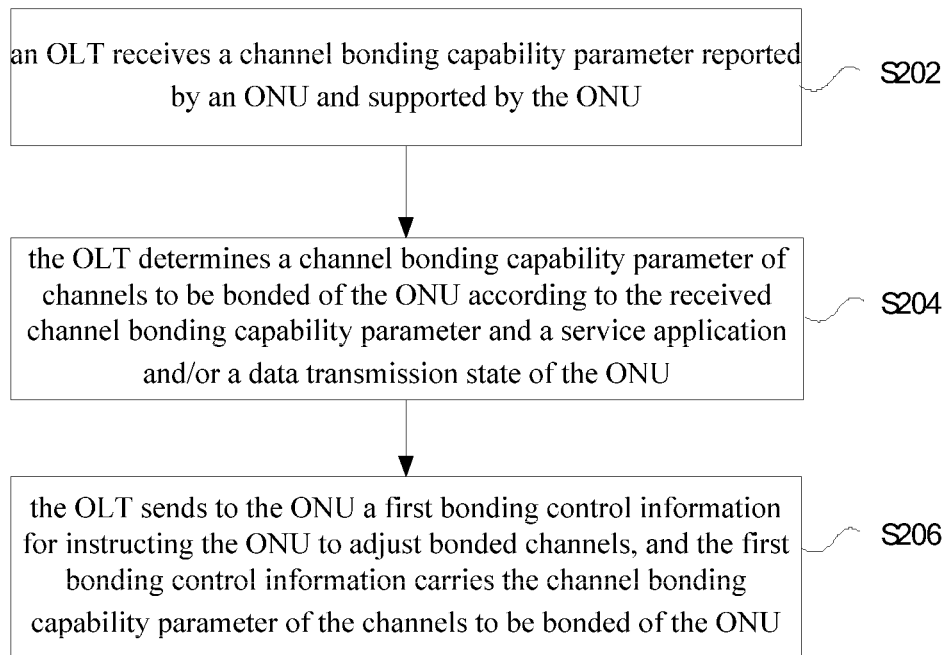 an OLT receives a channel bonding capability parameter reported
by an ONU and supported by the ONU
S202
the OLT determines a channel bonding capability parameter of
channels to be bonded of the ONU according to the received
channel bonding capability parameter and a service application
and/or a data transmission state of the ONU
S204
the OLT sends to the ONU a first bonding control information
for instructing the ONU to adjust bonded channels, and the first
bonding control information carries the channel bonding
capability parameter of the channels to be bonded of the ONU
S206